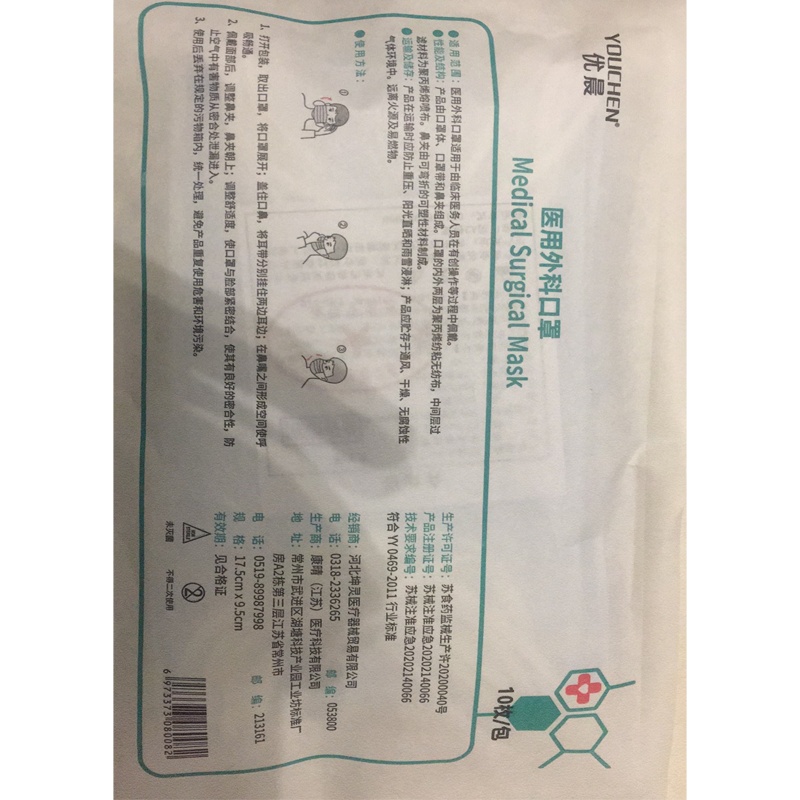 YOUCHEN®
优晨
医用外科口罩
Medical Surgical Mask
10枚/包
●适用范围：医用外科口罩适用于由临床医务人员在有创操作等过程中佩戴。
●性能及结构：产品由口罩体、口罩带和鼻夹组成。口罩的内外两层为聚丙烯纺粘无纺布，中间层过
滤材料为聚丙烯熔喷布。鼻夹由可弯折的可塑性材料制成。
●运输及储存：产品在运输时应防止重压、阳光直晒和雨雪浸淋；产品应贮存于通风、干燥、无腐蚀性
气体环境中。远离火源及易燃物。
●使用方法：
① ② ③
1、打开包装，取出口罩，将口罩展开；盖住口鼻，将耳带分别挂住两边耳边；在鼻嘴之间形成空间使呼
吸畅通。
2、佩戴面部后，调整鼻夹，鼻夹朝上；调整舒适度，使口罩与脸部紧密结合，使其有良好的密合性，防
止空气中有害物质从密合处泄漏进入。
3、使用后丢弃在规定的污物箱内，统一处理，避免产品重复使用危害和环境污染。
生产许可证号：苏食药监械生产许20200040号
产品注册证号：苏械注准应急20202140066
技术要求编号：苏械注准应急20202140066
符合 YY 0469-2011 行业标准
经销商：河北坤灵医疗器械贸易有限公司
电 话：0318-2336265 邮 编：053800
生产商：康晴（江苏）医疗科技有限公司
地 址：常州市武进区湖塘科技产业园工业坊标准厂
房A2栋第三层江苏省常州市
电 话：0519-89987998 邮 编：213161
规 格：17.5cm x 9.5cm
有效期：见合格证
未灭菌 不得二次使用
6973373080082